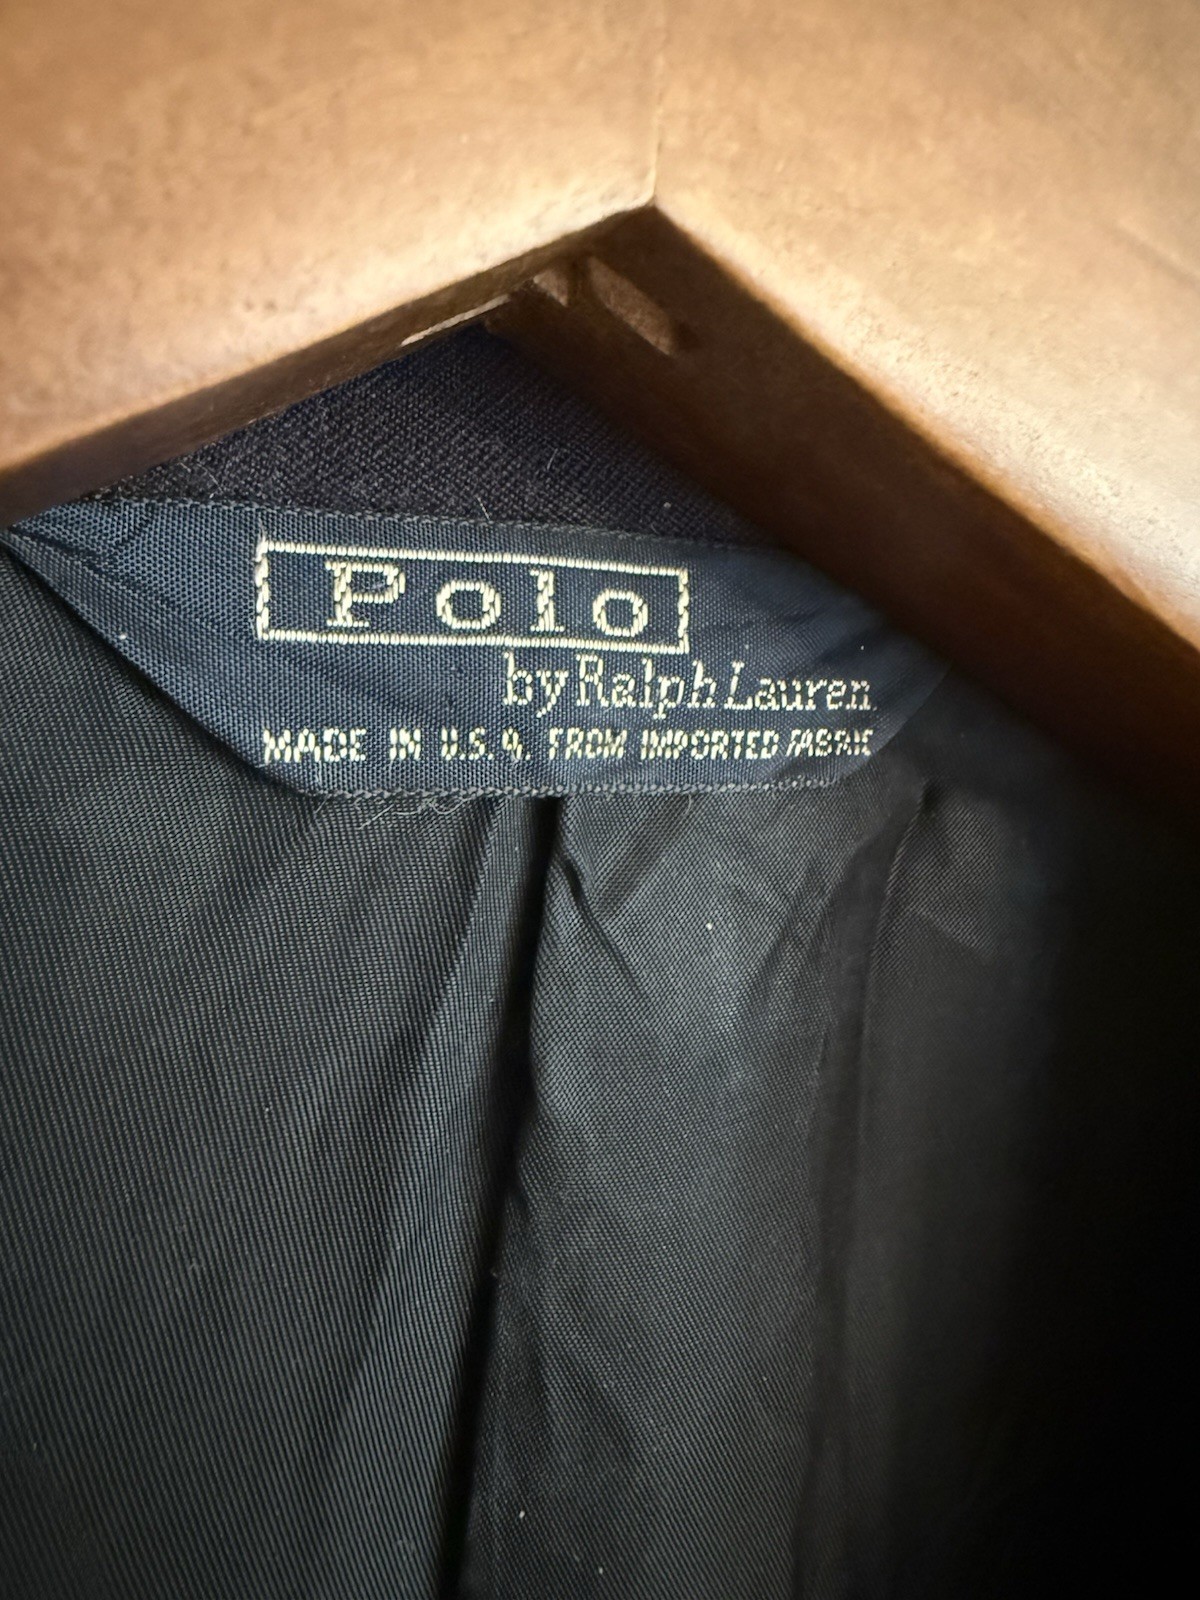 Polo
by Ralph Lauren
MADE IN U.S.A. FROM IMPORTED FABRIC